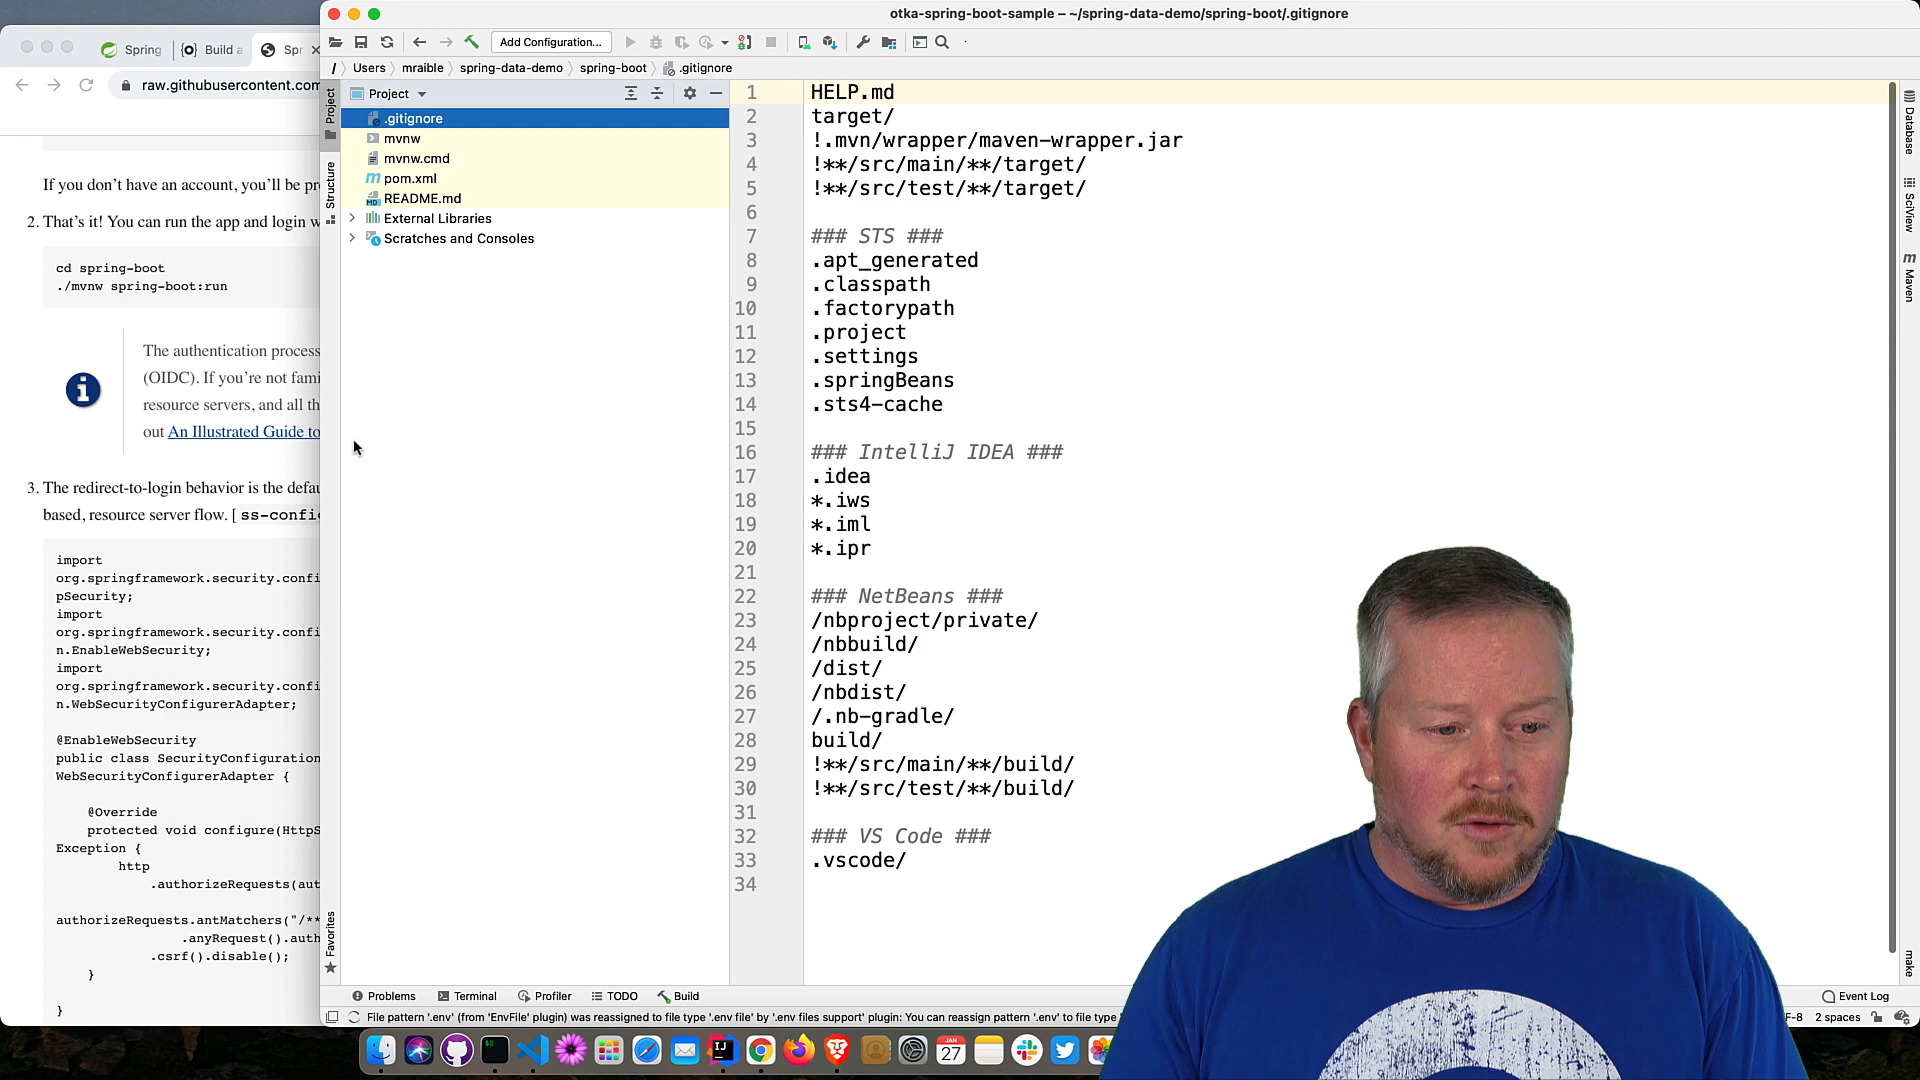 otka-spring-boot-sample – ~/spring-data-demo/spring-boot/.gitignore
Spring
Build a
Spr
Add Configuration...
raw.githubusercontent.com
/ Users mraible spring-data-demo spring-boot .gitignore
Project
Project
Structure
Favorites
.gitignore
mvnw
mvnw.cmd
pom.xml
README.md
External Libraries
Scratches and Consoles
If you don't have an account, you'll be pr
2. That's it! You can run the app and login w
cd spring-boot
./mvnw spring-boot:run
The authentication process
(OIDC). If you're not fami
resource servers, and all th
out An Illustrated Guide to
3. The redirect-to-login behavior is the defau
based, resource server flow. [ ss-confi
import
org.springframework.security.confi
pSecurity;
import
org.springframework.security.confi
n.EnableWebSecurity;
import
org.springframework.security.confi
n.WebSecurityConfigurerAdapter;
@EnableWebSecurity
public class SecurityConfiguration
WebSecurityConfigurerAdapter {
@Override
protected void configure(HttpS
Exception {
http
.authorizeRequests(aut
authorizeRequests.antMatchers("/**
.anyRequest().auth
.csrf().disable();
}
}
1 HELP.md
2 target/
3 !.mvn/wrapper/maven-wrapper.jar
4 !**/src/main/**/target/
5 !**/src/test/**/target/
6
7 ### STS ###
8 .apt_generated
9 .classpath
10 .factorypath
11 .project
12 .settings
13 .springBeans
14 .sts4-cache
15
16 ### IntelliJ IDEA ###
17 .idea
18 *.iws
19 *.iml
20 *.ipr
21
22 ### NetBeans ###
23 /nbproject/private/
24 /nbbuild/
25 /dist/
26 /nbdist/
27 /.nb-gradle/
28 build/
29 !**/src/main/**/build/
30 !**/src/test/**/build/
31
32 ### VS Code ###
33 .vscode/
34
Database
SciView
m Maven
make
Problems Terminal Profiler TODO Build
Event Log
File pattern '.env' (from 'EnvFile' plugin) was reassigned to file type '.env file' by '.env files support' plugin: You can reassign pattern '.env' to file type
F-8 2 spaces
JAN
27